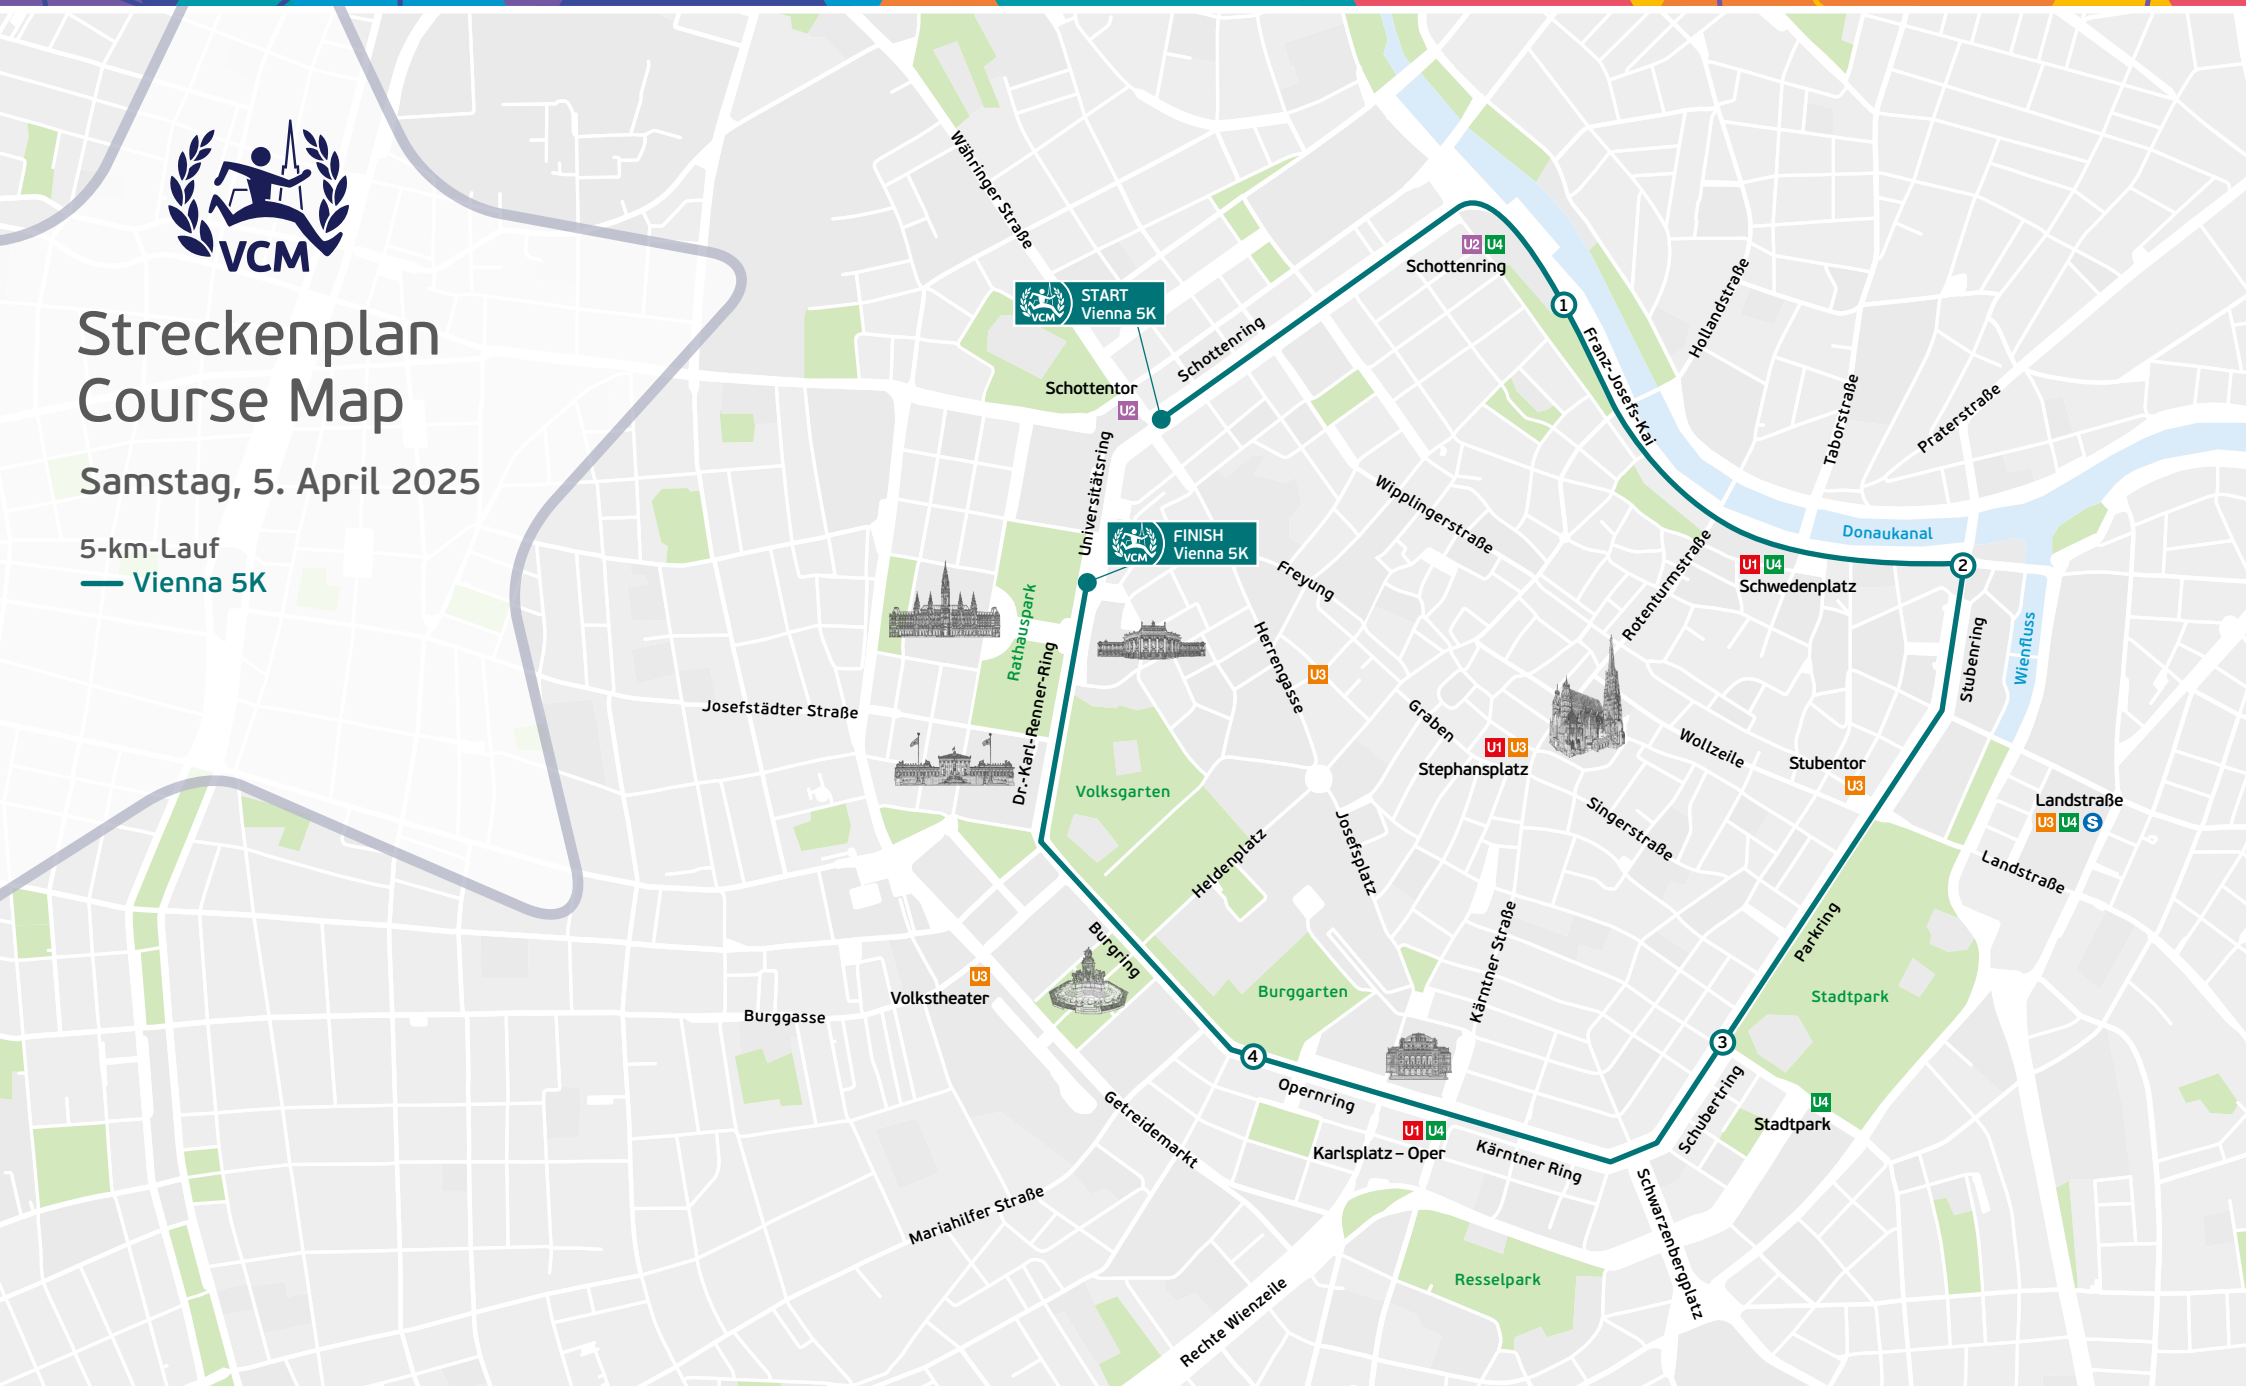 VCM
Streckenplan
Course Map
Samstag, 5. April 2025
5-km-Lauf
Vienna 5K
Währinger Straße
VCM
START
Vienna 5K
Schottenring
U2 U4
Schottenring
1
Franz-Josefs-Kai
Hollandstraße
Taborstraße
Praterstraße
Schottentor
U2
Universitätsring
Wipplingerstraße
VCM
FINISH
Vienna 5K
Freyung
Rotenturmstraße
Donaukanal
U1 U4
Schwedenplatz
2
Stubenring
Wienfluss
Rathauspark
Dr.-Karl-Renner-Ring
Herrengasse
U3
Josefstädter Straße
Graben
U1 U3
Stephansplatz
Wollzeile
Stubentor
U3
Volksgarten
Heldenplatz
Josefsplatz
Singerstraße
Landstraße
U3 U4 S
Landstraße
Burgring
Parkring
U3
Volkstheater
Burggasse
Burggarten
Kärntner Straße
Stadtpark
3
4
Opernring
Schubertring
U4
Stadtpark
Getreidemarkt
U1 U4
Karlsplatz – Oper
Kärntner Ring
Schwarzenbergplatz
Mariahilfer Straße
Resselpark
Rechte Wienzeile